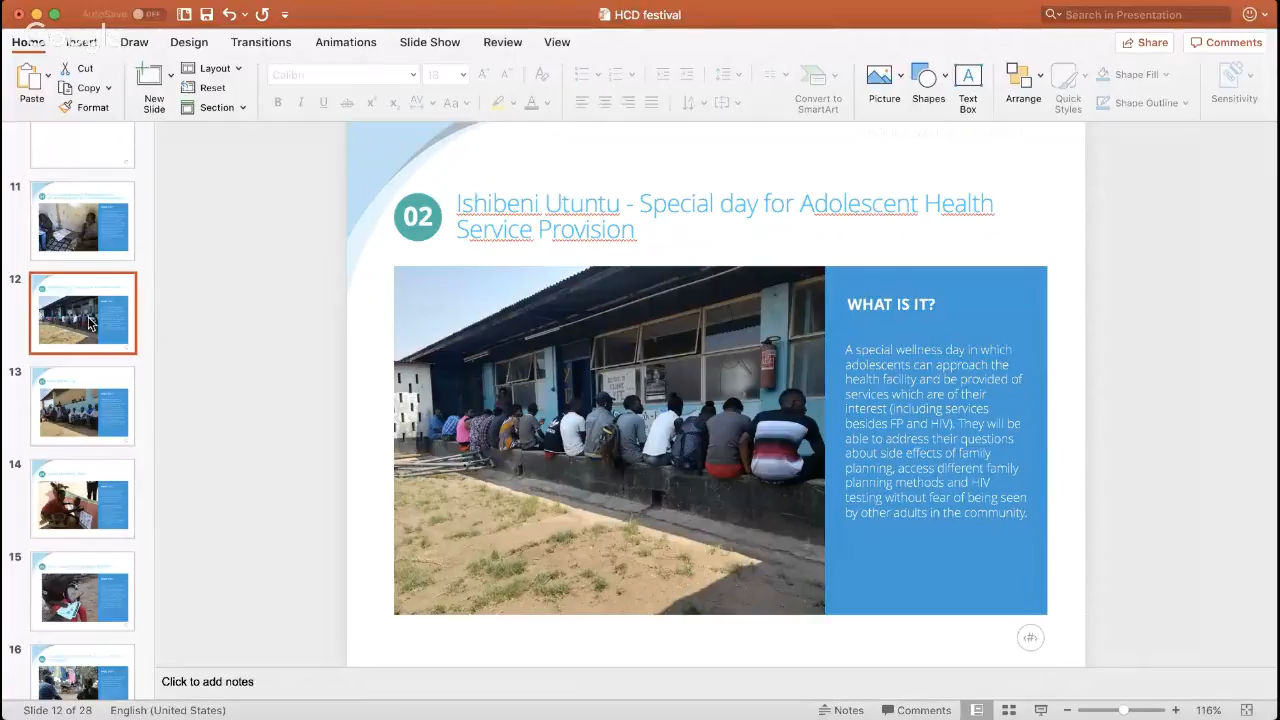 AutoSave OFF
HCD festival
Search in Presentation
Google
Home Insert Draw Design Transitions Animations Slide Show Review View
Share Comments
Paste
Cut
Copy
Format
New Slide
Layout
Reset
Section
Calibri 18
B I U abc X² X₂ AV Aa A
Convert to SmartArt
Picture
Shapes
Text Box
Arrange
Quick Styles
Shape Fill
Shape Outline
Sensitivity
11
12
13
14
15
16
02
Ishibeni Utuntu - Special day for Adolescent Health
Service Provision
WHAT IS IT?
A special wellness day in which
adolescents can approach the
health facility and be provided of
services which are of their
interest (including services
besides FP and HIV). They will be
able to address their questions
about side effects of family
planning, access different family
planning methods and HIV
testing without fear of being seen
by other adults in the community.
‹#›
Click to add notes
Slide 12 of 28 English (United States) Notes Comments 116%